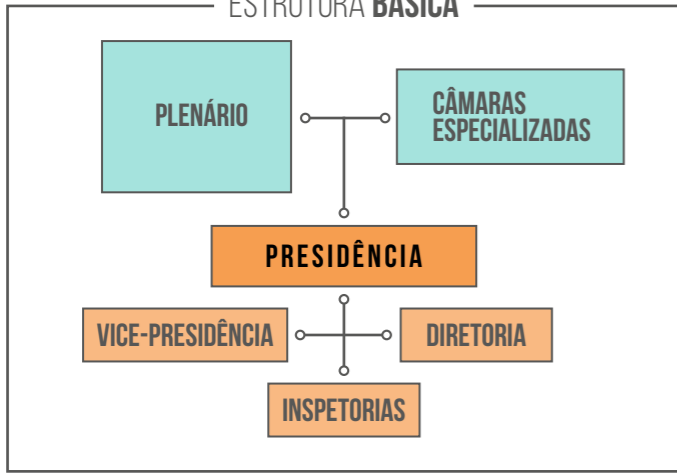 ESTRUTURA BÁSICA
PLENÁRIO
CÂMARAS
ESPECIALIZADAS
PRESIDÊNCIA
VICE-PRESIDÊNCIA
DIRETORIA
INSPETORIAS